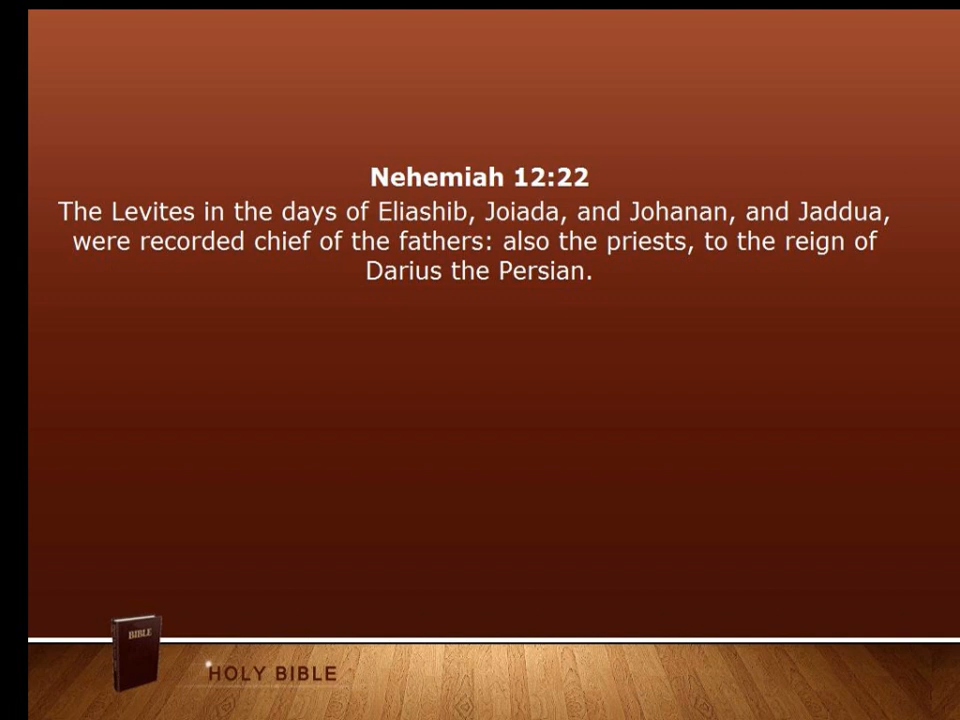 Nehemiah 12:22
The Levites in the days of Eliashib, Joiada, and Johanan, and Jaddua,
were recorded chief of the fathers: also the priests, to the reign of
Darius the Persian.
BIBLE
HOLY BIBLE